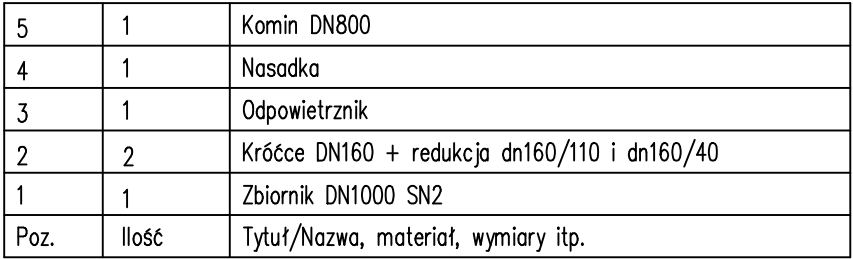 5 1 Komin DN800
4 1 Nasadka
3 1 Odpowietrznik
2 2 Króćce DN160 + redukcja dn160/110 i dn160/40
1 1 Zbiornik DN1000 SN2
Poz. Ilość Tytuł/Nazwa, materiał, wymiary itp.